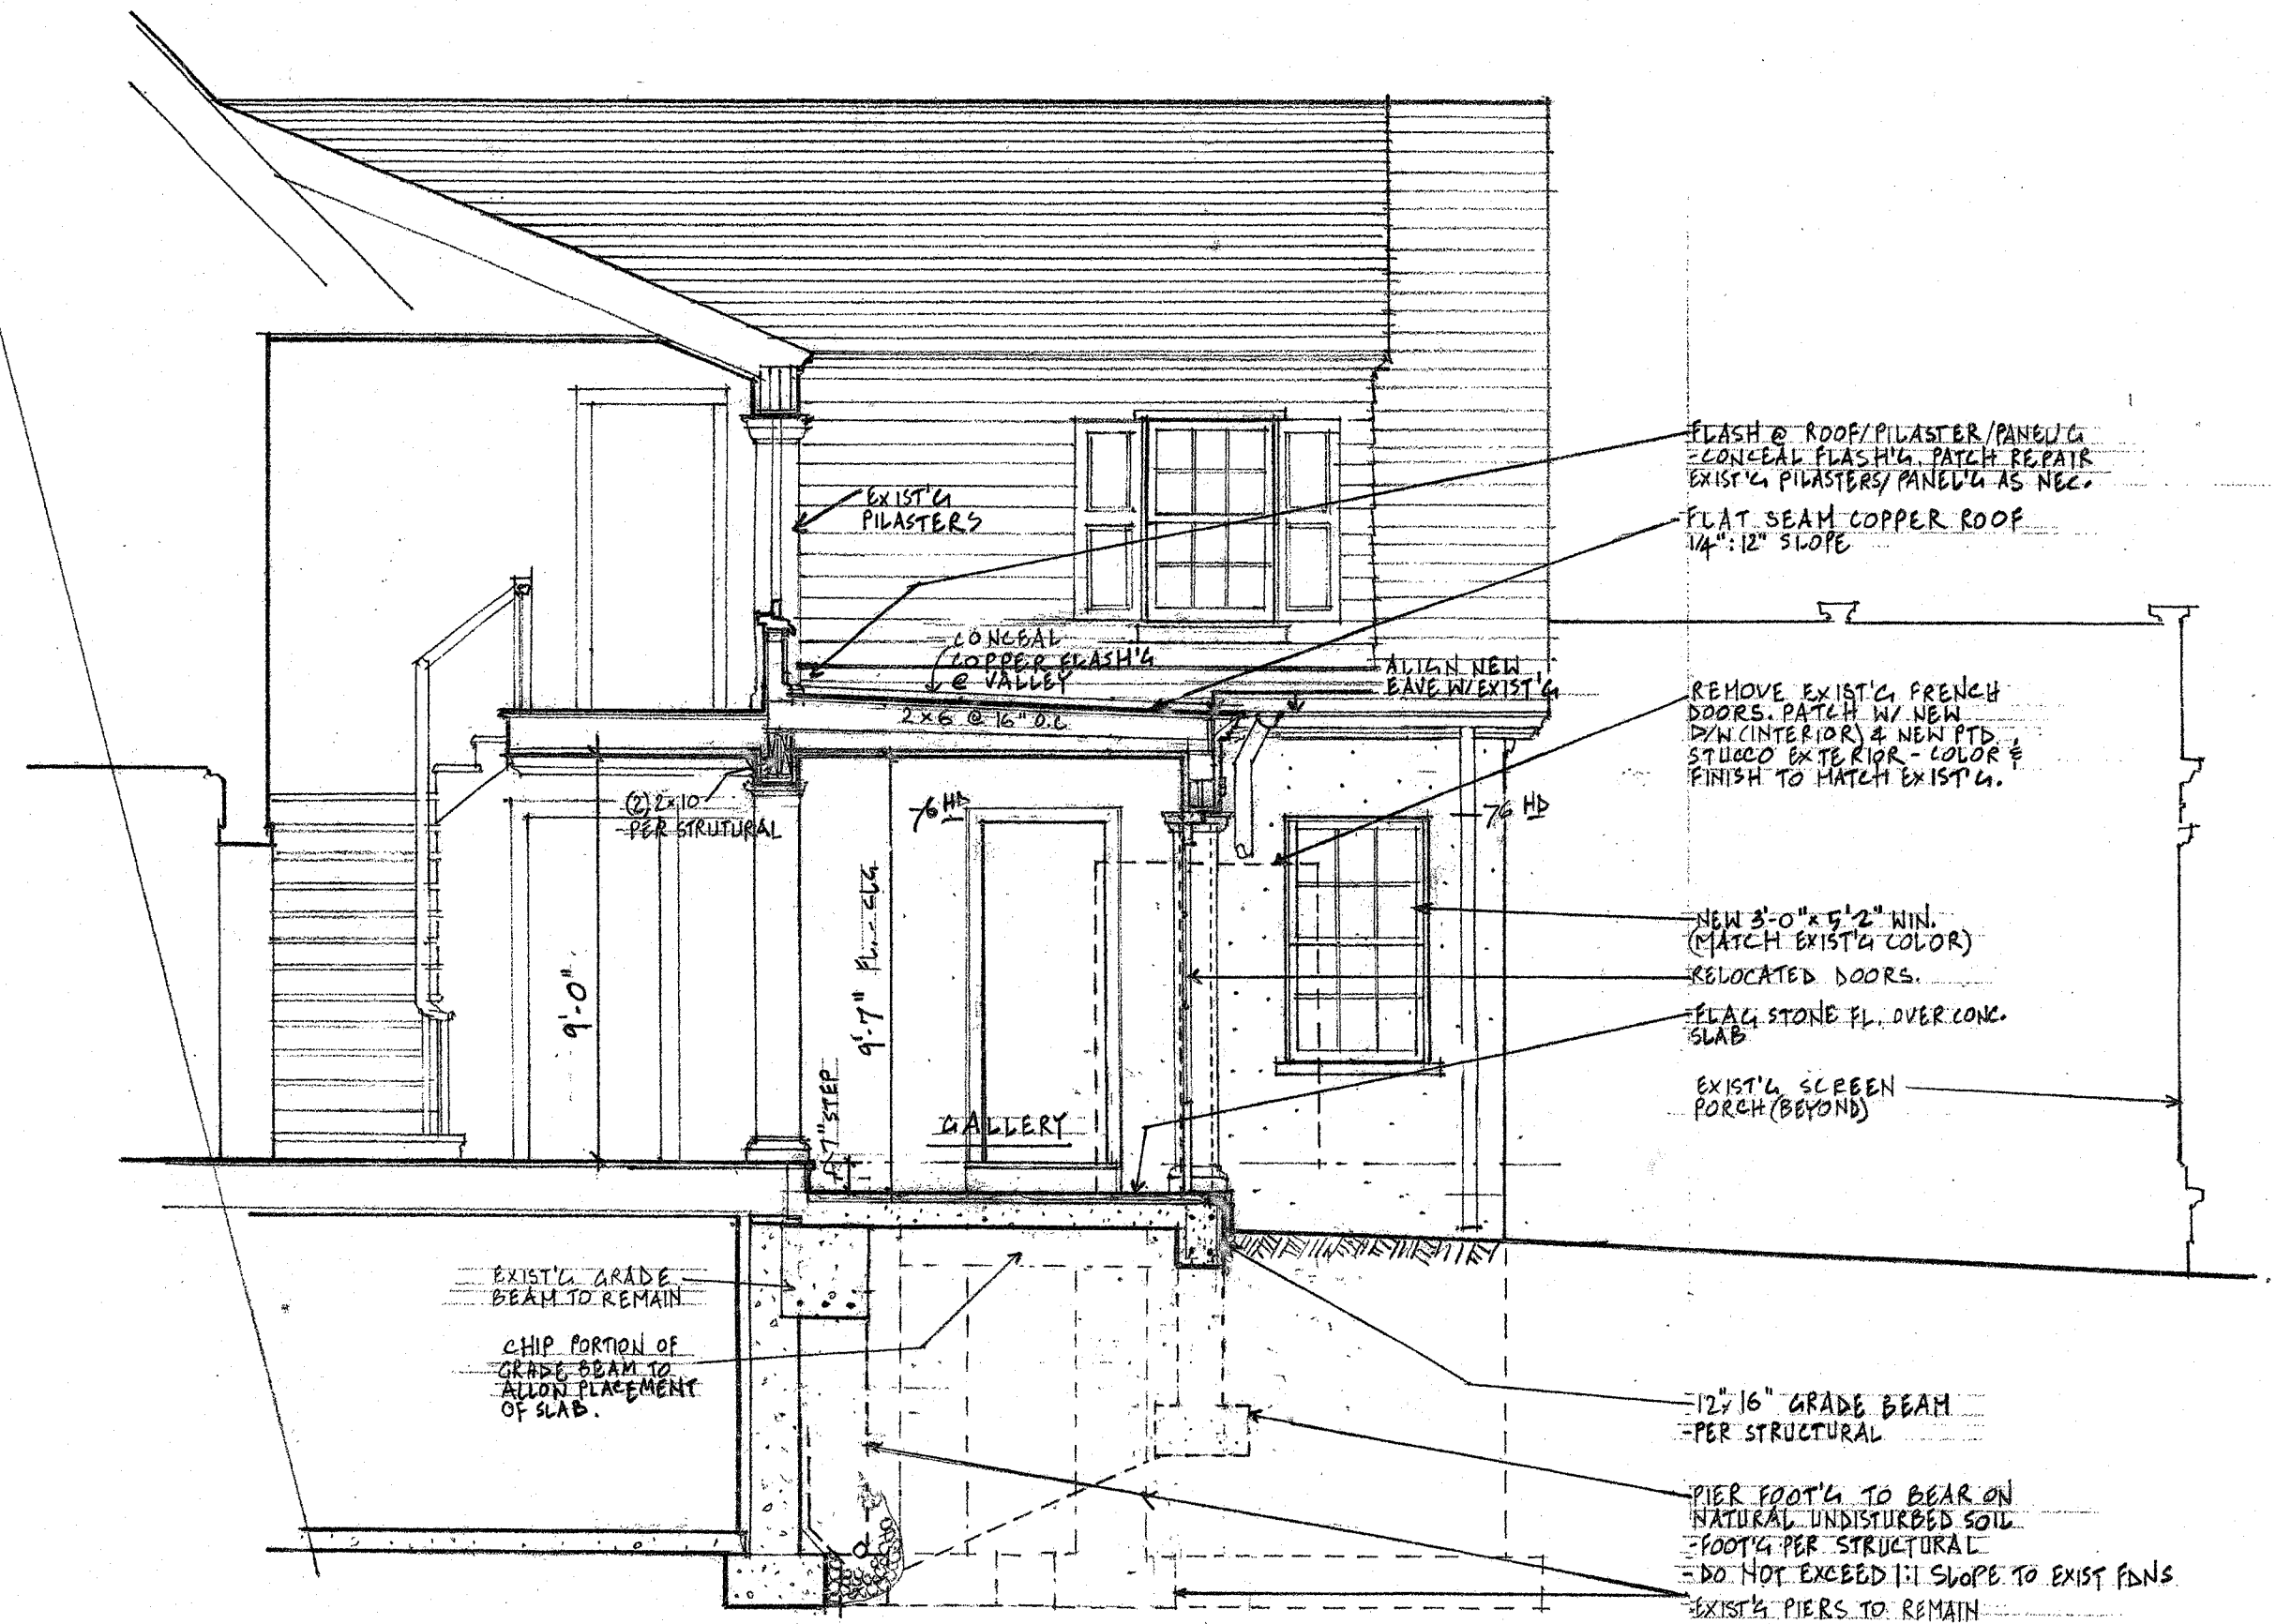 FLASH @ ROOF/PILASTER/PANEL'G
-CONCEAL FLASH'G, PATCH REPAIR
EXIST'G PILASTERS/PANEL'G AS NEC.
FLAT SEAM COPPER ROOF
1/4":12" SLOPE
EXIST'G
PILASTERS
CONCEAL
COPPER FLASH'G
@ VALLEY
ALIGN NEW
EAVE W/EXIST'G
2x6 @ 16" O.C
REMOVE EXIST'G FRENCH
DOORS. PATCH W/ NEW
D/W (INTERIOR) & NEW PTD.
STUCCO EXTERIOR - COLOR &
FINISH TO MATCH EXIST'G.
(2) 2x10
-PER STRUTURAL
76 HD
76 HD
NEW 3'-0"x5'2" WIN.
(MATCH EXIST'G COLOR)
RELOCATED DOORS.
FLAG STONE FL. OVER CONC.
SLAB
9'-0"
9'-7" FL. - CLG
7" STEP
GALLERY
EXIST'G SCREEN
PORCH (BEYOND)
EXIST'G GRADE
BEAM TO REMAIN
CHIP PORTION OF
GRADE BEAM TO
ALLOW PLACEMENT
OF SLAB.
-12"x16" GRADE BEAM
-PER STRUCTURAL
PIER FOOT'G TO BEAR ON
NATURAL UNDISTURBED SOIL
-FOOT'G PER STRUCTURAL
-DO NOT EXCEED 1:1 SLOPE TO EXIST FDNS
-EXIST'G PIERS TO REMAIN